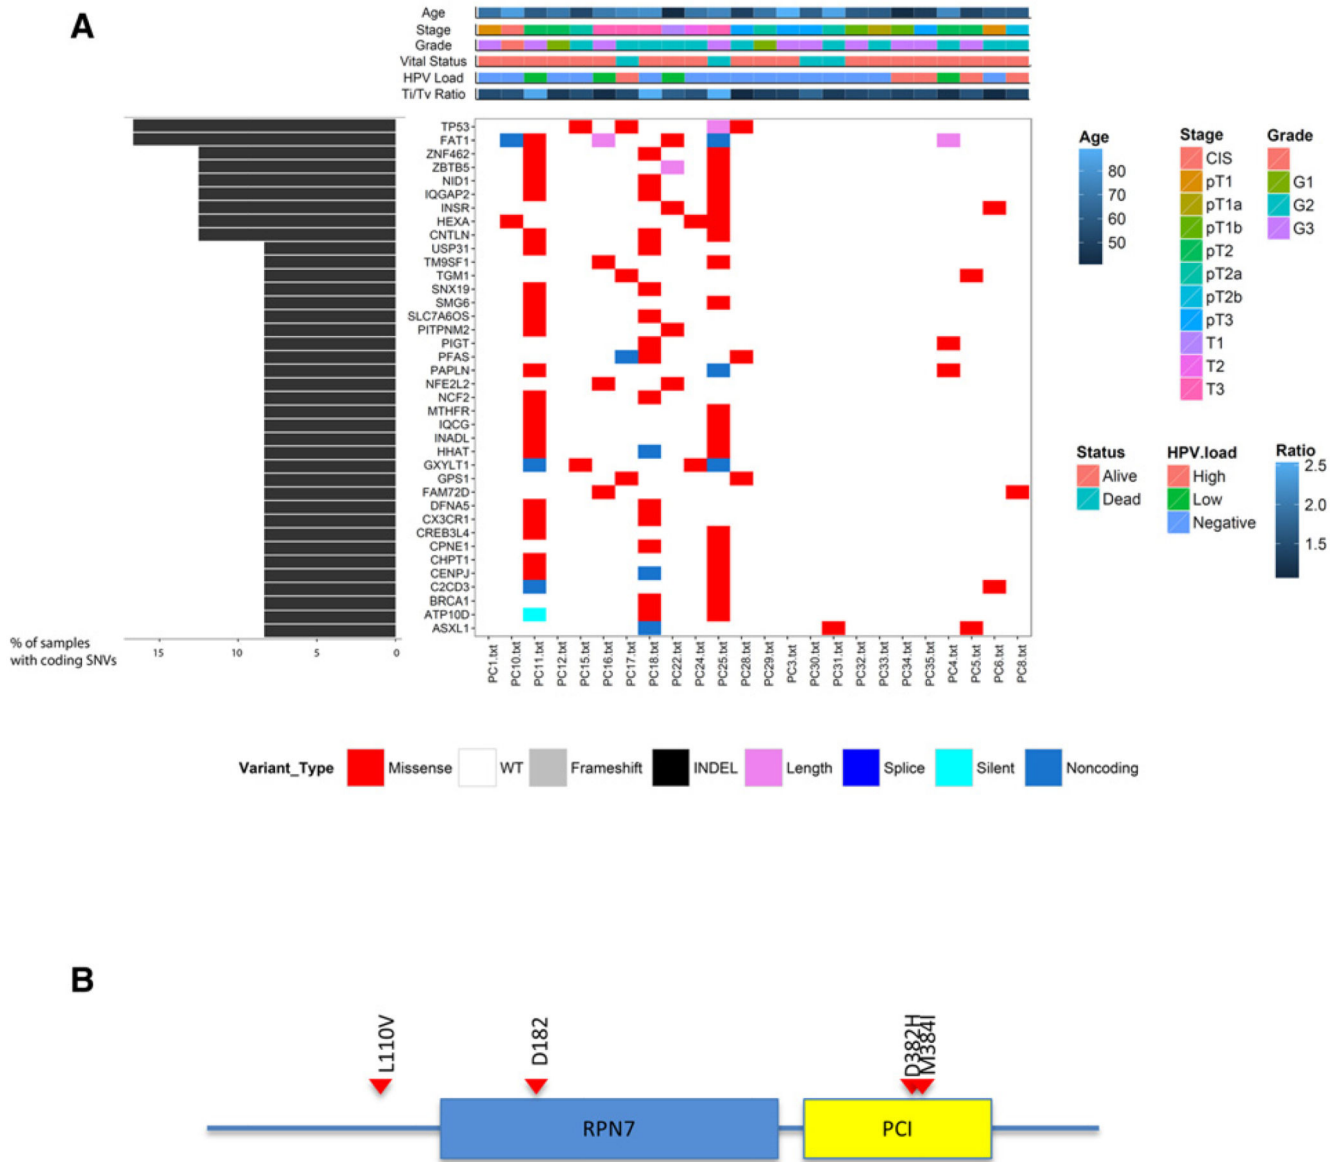 A
Age
Stage
Grade
Vital Status
HPV Load
Ti/Tv Ratio
TP53
FAT1
ZNF462
ZBTB5
NID1
IQGAP2
INSR
HEXA
CNTLN
USP31
TM9SF1
TGM1
SNX19
SMG6
SLC7A6OS
PITPNM2
PIGT
PFAS
PAPLN
NFE2L2
NCF2
MTHFR
IQCG
INADL
HHAT
GXYLT1
GPS1
FAM72D
DFNA5
CX3CR1
CREB3L4
CPNE1
CHPT1
CENPJ
C2CD3
BRCA1
ATP10D
ASXL1
% of samples
with coding SNVs
15 10 5 0
PC1.txt PC10.txt PC11.txt PC12.txt PC15.txt PC16.txt PC17.txt PC18.txt PC22.txt PC24.txt PC25.txt PC28.txt PC29.txt PC3.txt PC30.txt PC31.txt PC32.txt PC33.txt PC34.txt PC35.txt PC4.txt PC5.txt PC6.txt PC8.txt
Age
80
70
60
50
Stage
CIS
pT1
pT1a
pT1b
pT2
pT2a
pT2b
pT3
T1
T2
T3
Grade
G1
G2
G3
Status
Alive
Dead
HPV.load
High
Low
Negative
Ratio
2.5
2.0
1.5
Variant_Type Missense WT Frameshift INDEL Length Splice Silent Noncoding
B
L110V D182 D382H M384I
RPN7 PCI